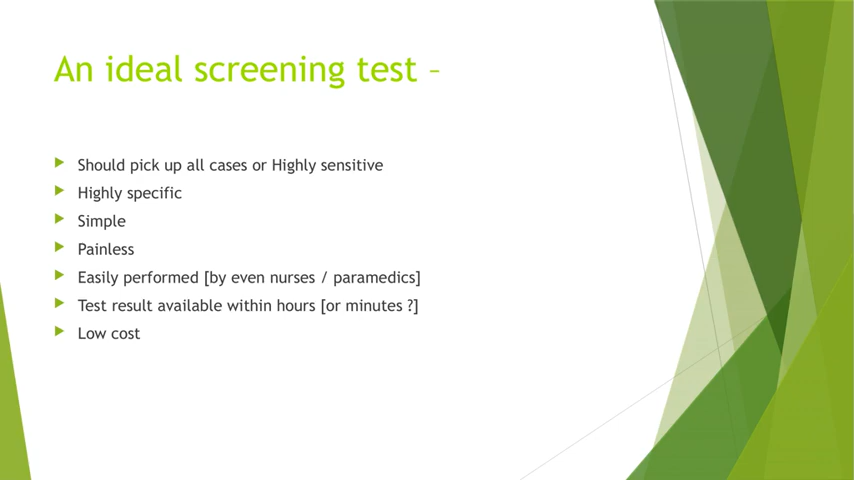 An ideal screening test –
Should pick up all cases or Highly sensitive
Highly specific
Simple
Painless
Easily performed [by even nurses / paramedics]
Test result available within hours [or minutes ?]
Low cost